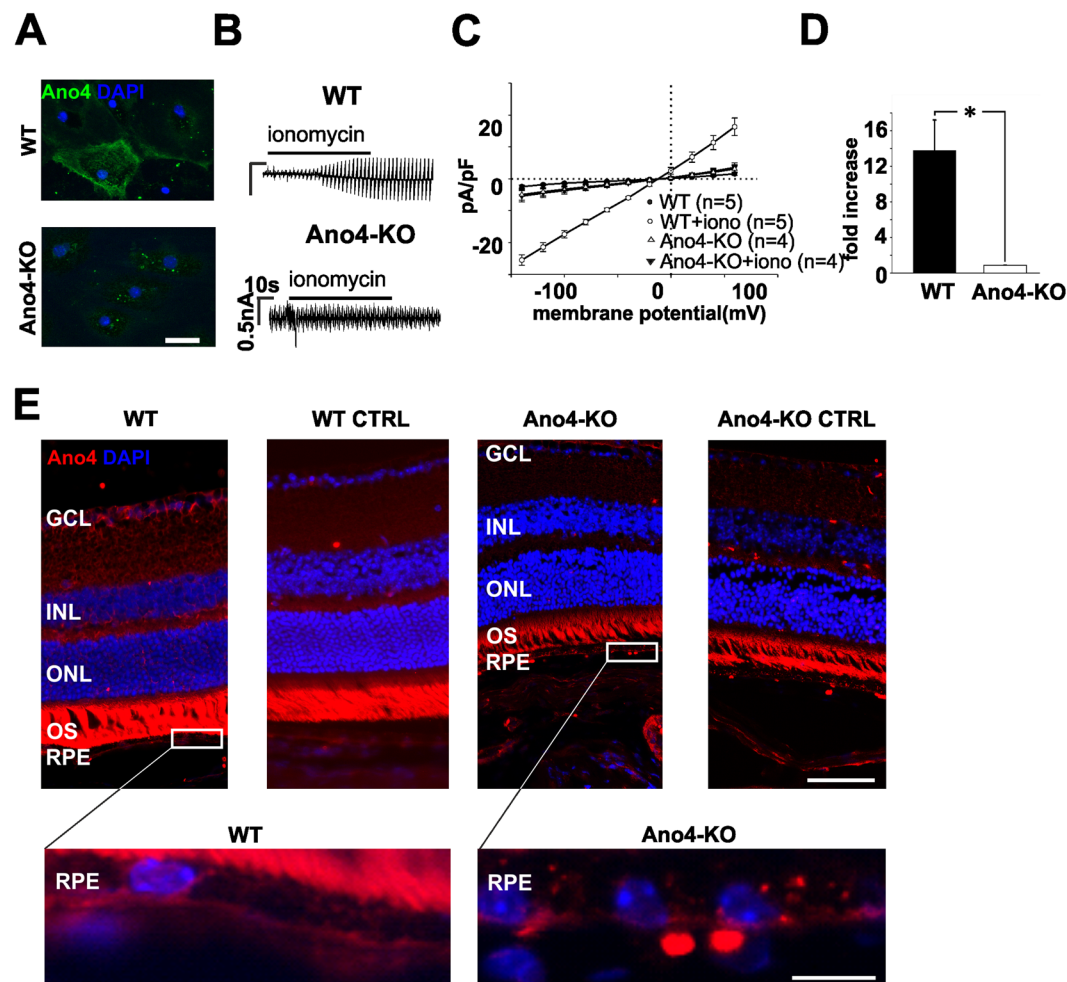 A
B
C
D
Ano4 DAPI
WT
Ano4-KO
WT
ionomycin
Ano4-KO
10s
ionomycin
0.5nA
20
0
-20
pA/pF
-100
0
100
membrane potential(mV)
WT (n=5)
WT+iono (n=5)
Ano4-KO (n=4)
Ano4-KO+iono (n=4)
16
12
8
4
0
fold increase
*
WT
Ano4-KO
E
WT
WT CTRL
Ano4-KO
Ano4-KO CTRL
Ano4 DAPI
GCL
INL
ONL
OS
RPE
GCL
INL
ONL
OS
RPE
WT
Ano4-KO
RPE
RPE